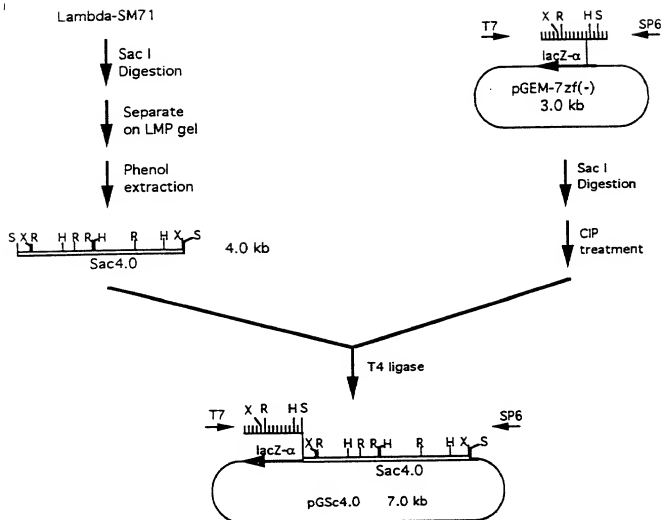 Lambda-SM71
Sac I
Digestion
Separate
on LMP gel
Phenol
extraction
S X R H R R H R H X S
Sac4.0
4.0 kb
T7
X R H S
SP6
lacZ-α
pGEM-7zf(-)
3.0 kb
Sac I
Digestion
CIP
treatment
T4 ligase
T7
X R H S
SP6
lacZ-α
X R H R R H R H X S
Sac4.0
pGSc4.0 7.0 kb